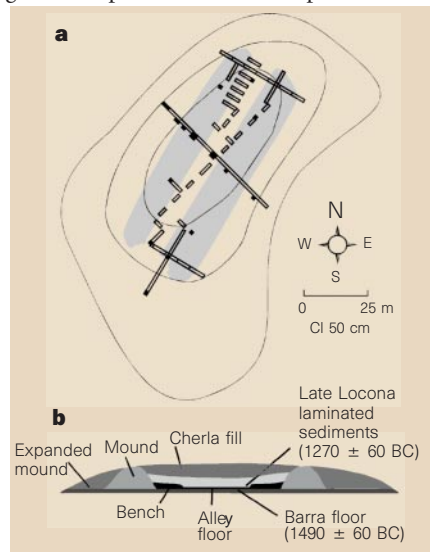 a
N
W E
S
0 25 m
CI 50 cm
b
Late Locona
laminated
sediments
(1270 ± 60 BC)
Expanded
mound
Mound
Cherla fill
Bench
Alley
floor
Barra floor
(1490 ± 60 BC)